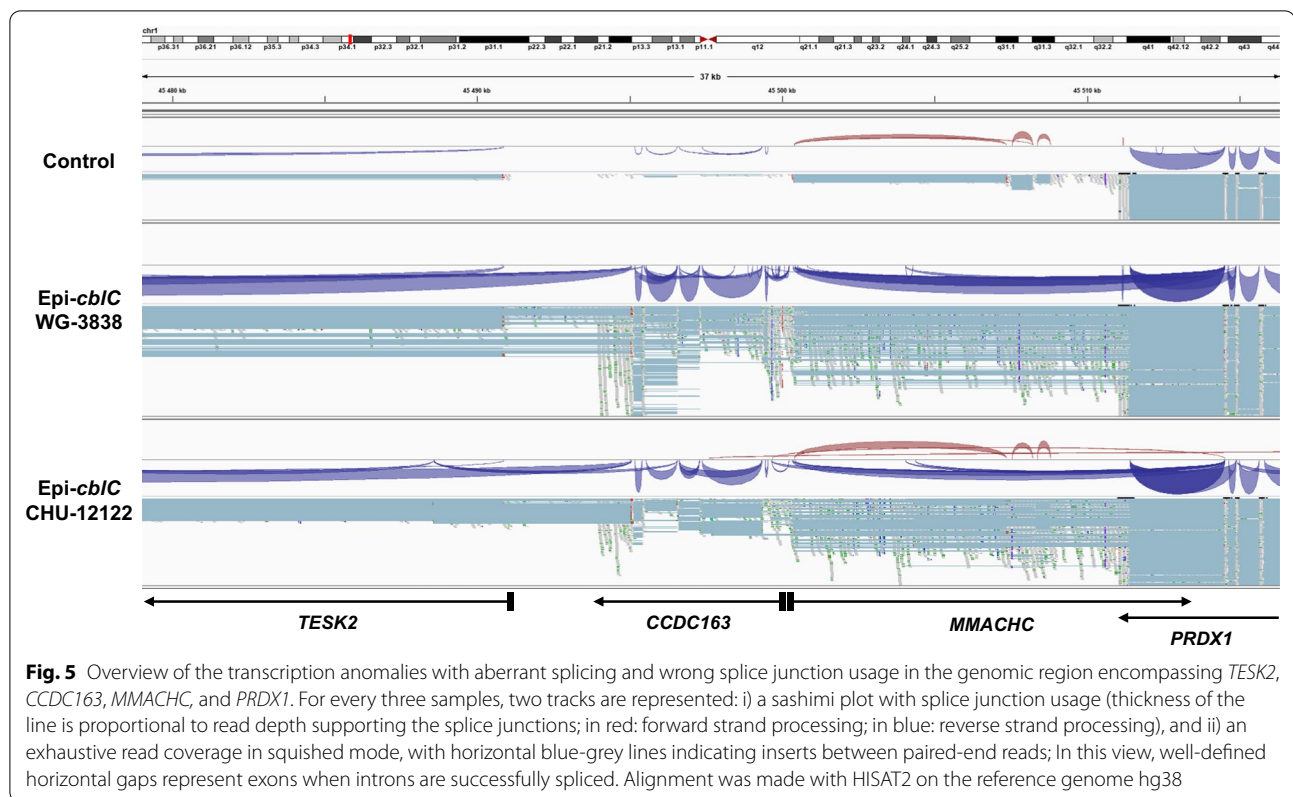 chr1
p36.31 p36.21 p36.12 p35.3 p34.3 p34.1 p32.3 p32.1 p31.2 p31.1 p22.3 p22.1 p21.2 p13.3 p13.1 p11.1 q12 q21.1 q21.3 q23.2 q24.1 q24.3 q25.2 q31.1 q31.3 q32.1 q32.2 q41 q42.12 q42.2 q43 q44
37 kb
45 480 kb 45 490 kb 45 500 kb 45 510 kb
Control
Epi-cblC
WG-3838
Epi-cblC
CHU-12122
TESK2 CCDC163 MMACHC PRDX1
Fig. 5 Overview of the transcription anomalies with aberrant splicing and wrong splice junction usage in the genomic region encompassing TESK2,
CCDC163, MMACHC, and PRDX1. For every three samples, two tracks are represented: i) a sashimi plot with splice junction usage (thickness of the
line is proportional to read depth supporting the splice junctions; in red: forward strand processing; in blue: reverse strand processing), and ii) an
exhaustive read coverage in squished mode, with horizontal blue-grey lines indicating inserts between paired-end reads; In this view, well-defined
horizontal gaps represent exons when introns are successfully spliced. Alignment was made with HISAT2 on the reference genome hg38